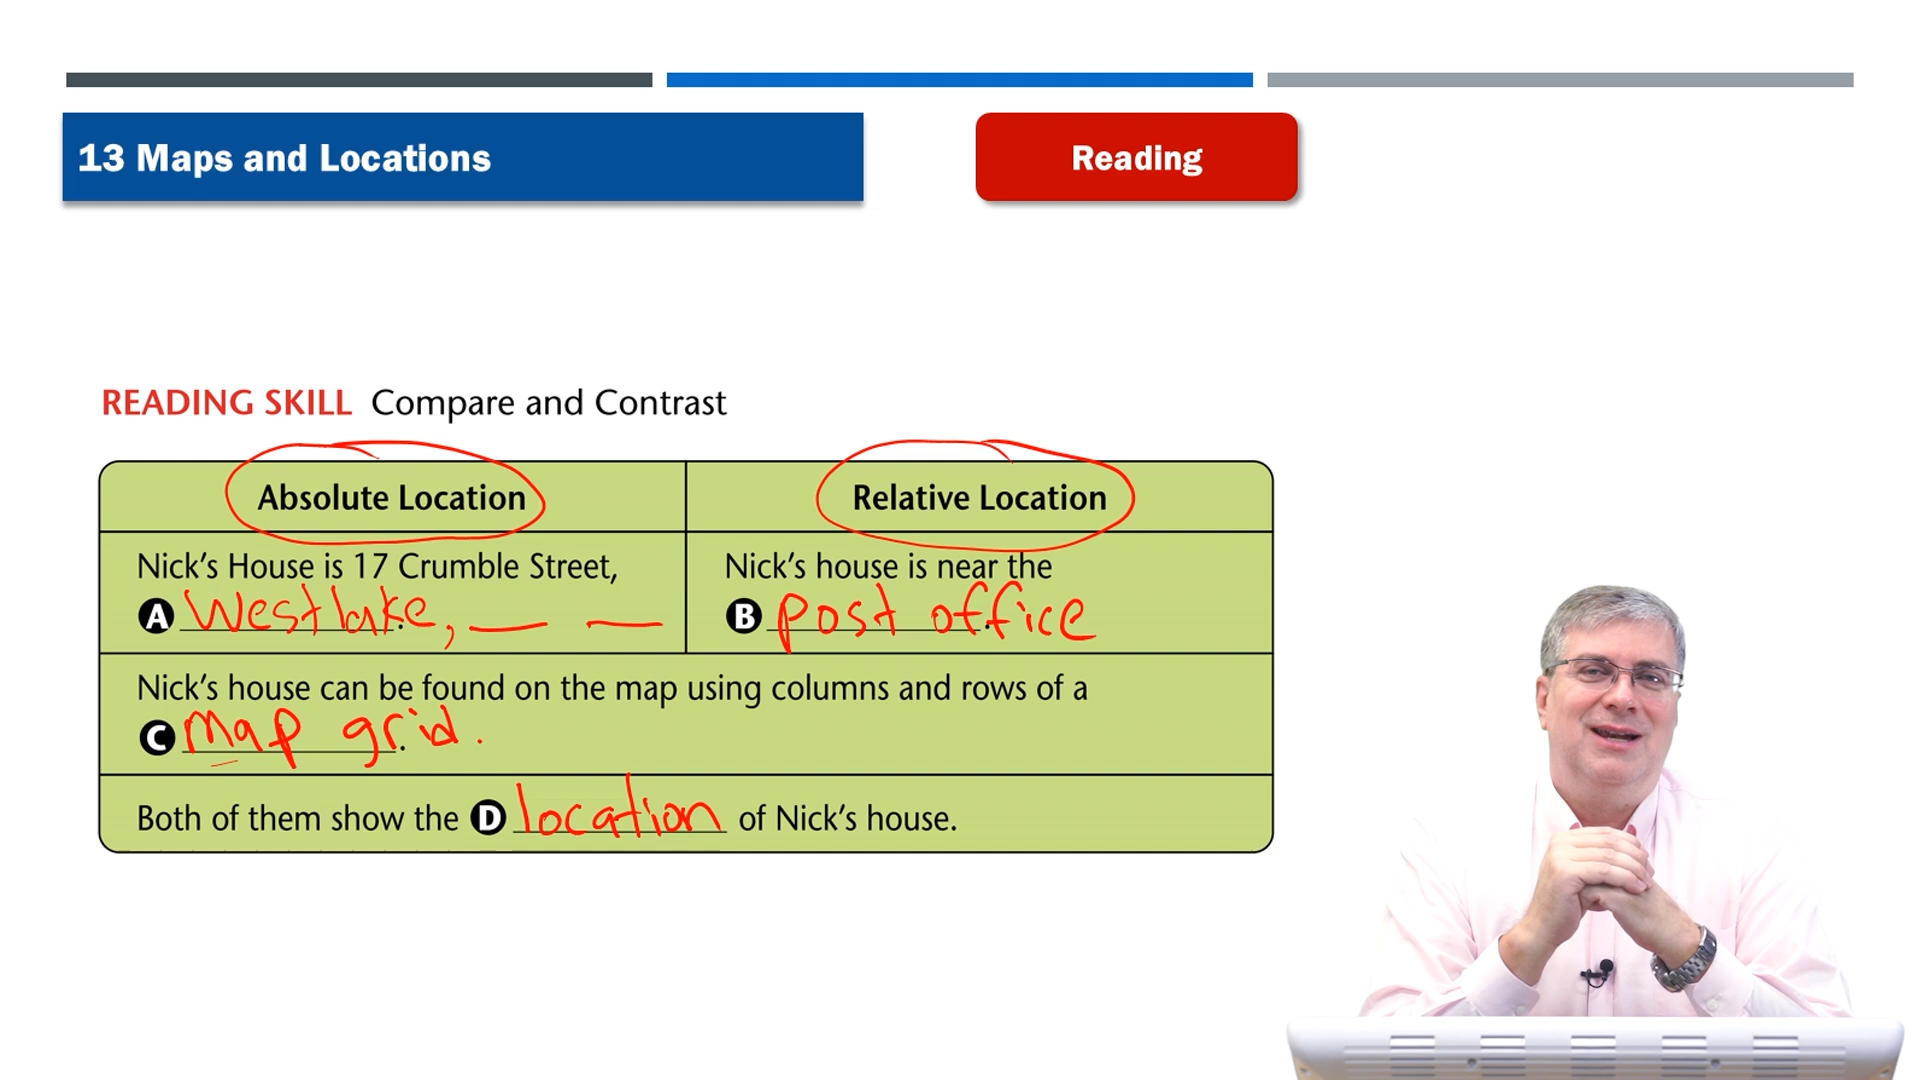 13 Maps and Locations
Reading
READING SKILL Compare and Contrast
Absolute Location
Relative Location
Nick's House is 17 Crumble Street,
A Westlake, __ __.
Nick's house is near the
B post office.
Nick's house can be found on the map using columns and rows of a
C map grid.
Both of them show the D location of Nick's house.